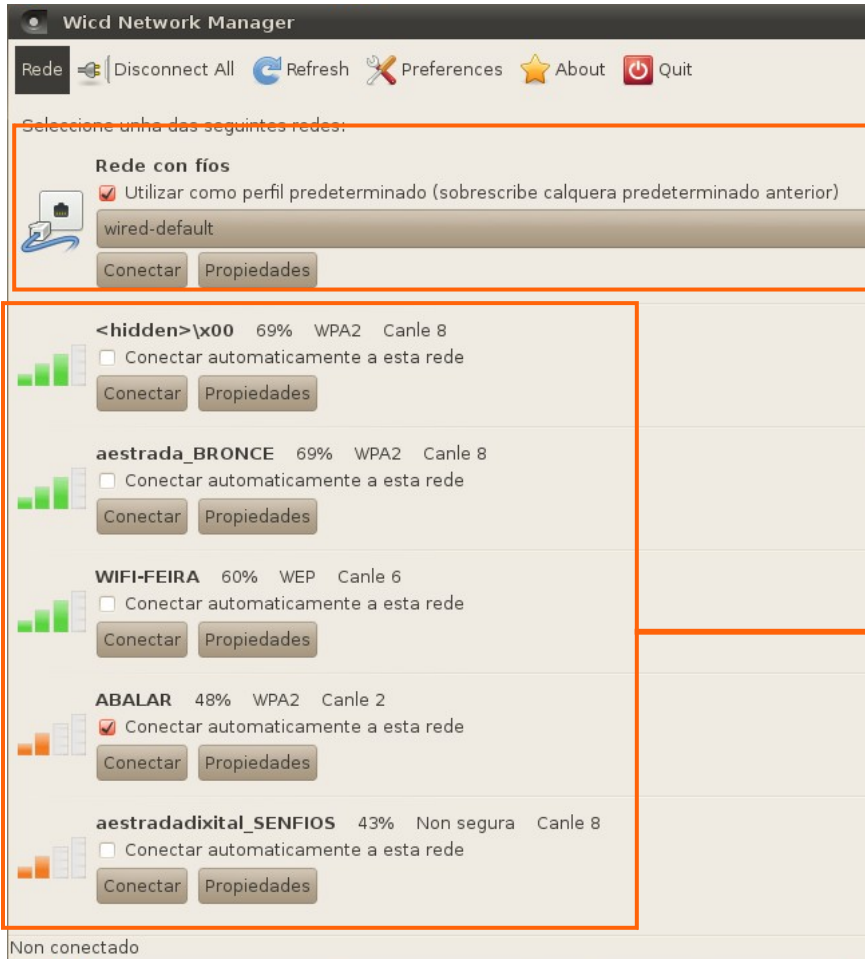 Wicd Network Manager
Rede Disconnect All Refresh Preferences About Quit
Seleccione unha das seguintes redes:
Rede con fíos
Utilizar como perfil predeterminado (sobrescribe calquera predeterminado anterior)
wired-default
Conectar Propiedades
<hidden>\x00 69% WPA2 Canle 8
Conectar automaticamente a esta rede
Conectar Propiedades
aestrada_BRONCE 69% WPA2 Canle 8
Conectar automaticamente a esta rede
Conectar Propiedades
WIFI-FEIRA 60% WEP Canle 6
Conectar automaticamente a esta rede
Conectar Propiedades
ABALAR 48% WPA2 Canle 2
Conectar automaticamente a esta rede
Conectar Propiedades
aestradadixital_SENFIOS 43% Non segura Canle 8
Conectar automaticamente a esta rede
Conectar Propiedades
Non conectado